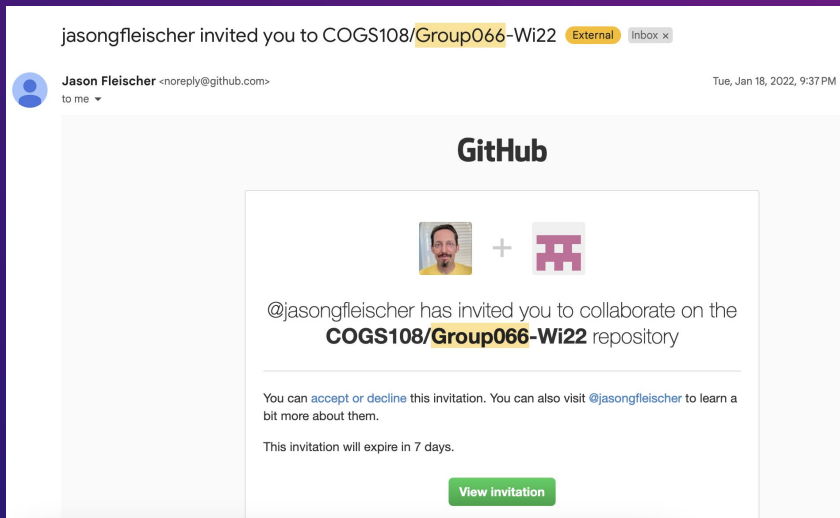 jasongfleischer invited you to COGS108/Group066-Wi22 External Inbox x
Jason Fleischer <noreply@github.com> Tue, Jan 18, 2022, 9:37 PM
to me
GitHub
@jasongfleischer has invited you to collaborate on the
COGS108/Group066-Wi22 repository
You can accept or decline this invitation. You can also visit @jasongfleischer to learn a
bit more about them.
This invitation will expire in 7 days.
View invitation